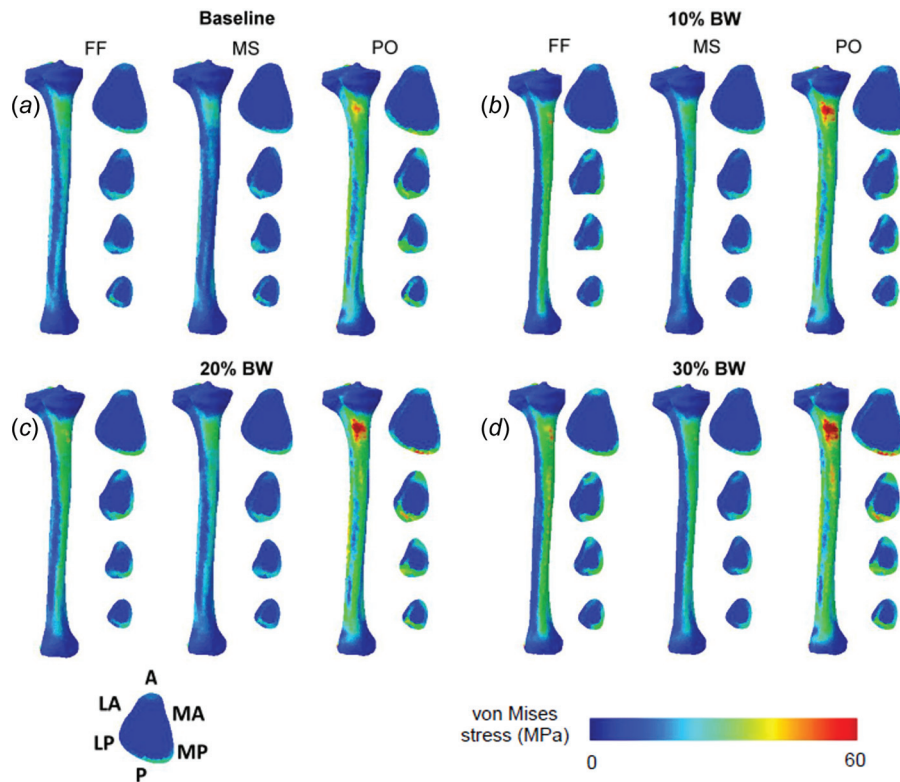 Baseline
10% BW
FF MS PO
FF MS PO
(a)
(b)
20% BW
30% BW
(c)
(d)
A
LA MA
LP MP
P
von Mises
stress (MPa)
0 60